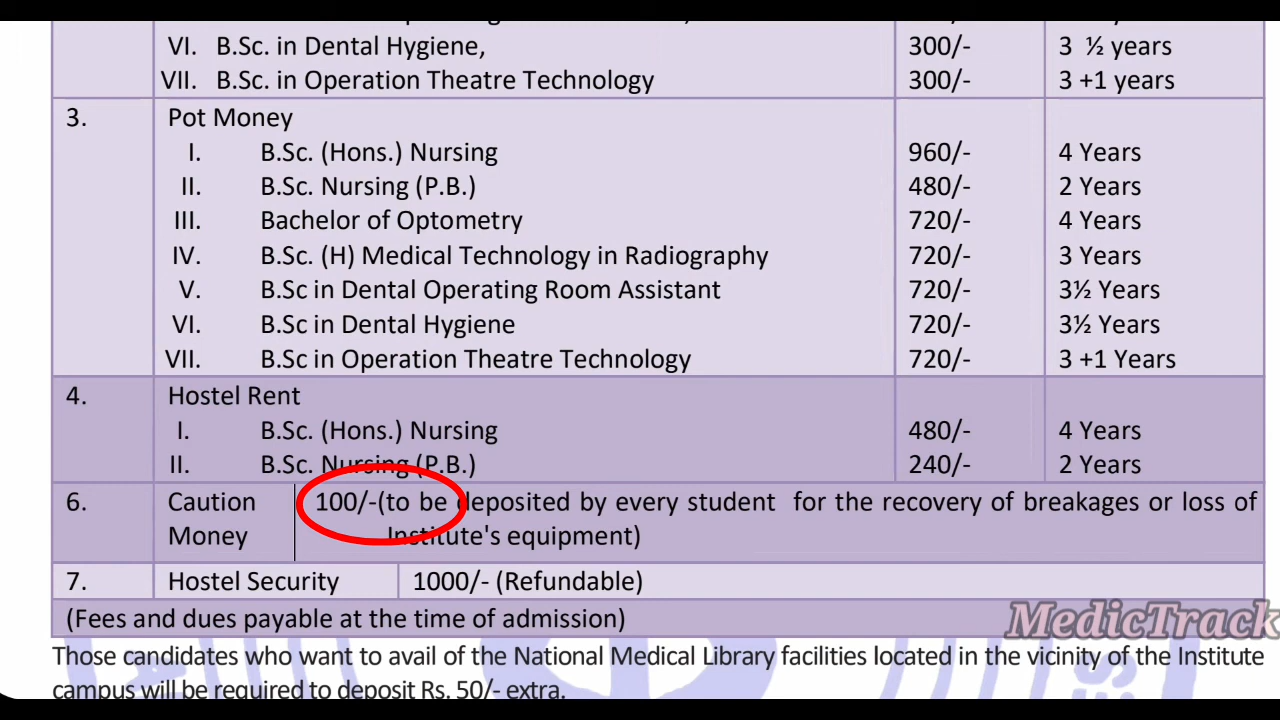 VI. B.Sc. in Dental Hygiene, 300/- 3 ½ years
VII. B.Sc. in Operation Theatre Technology 300/- 3 +1 years
3. Pot Money
I. B.Sc. (Hons.) Nursing 960/- 4 Years
II. B.Sc. Nursing (P.B.) 480/- 2 Years
III. Bachelor of Optometry 720/- 4 Years
IV. B.Sc. (H) Medical Technology in Radiography 720/- 3 Years
V. B.Sc in Dental Operating Room Assistant 720/- 3½ Years
VI. B.Sc in Dental Hygiene 720/- 3½ Years
VII. B.Sc in Operation Theatre Technology 720/- 3 +1 Years
4. Hostel Rent
I. B.Sc. (Hons.) Nursing 480/- 4 Years
II. B.Sc. Nursing (P.B.) 240/- 2 Years
6. Caution 100/-(to be deposited by every student for the recovery of breakages or loss of
Money Institute's equipment)
7. Hostel Security 1000/- (Refundable)
(Fees and dues payable at the time of admission)
MedicTrack
Those candidates who want to avail of the National Medical Library facilities located in the vicinity of the Institute
campus will be required to deposit Rs. 50/- extra.